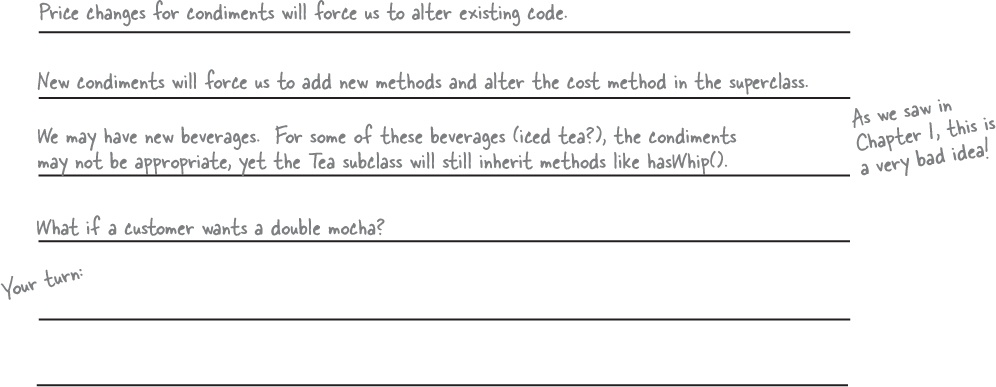 Price changes for condiments will force us to alter existing code.
New condiments will force us to add new methods and alter the cost method in the superclass.
We may have new beverages. For some of these beverages (iced tea?), the condiments
may not be appropriate, yet the Tea subclass will still inherit methods like hasWhip().
As we saw in
Chapter 1, this is
a very bad idea!
What if a customer wants a double mocha?
Your turn: